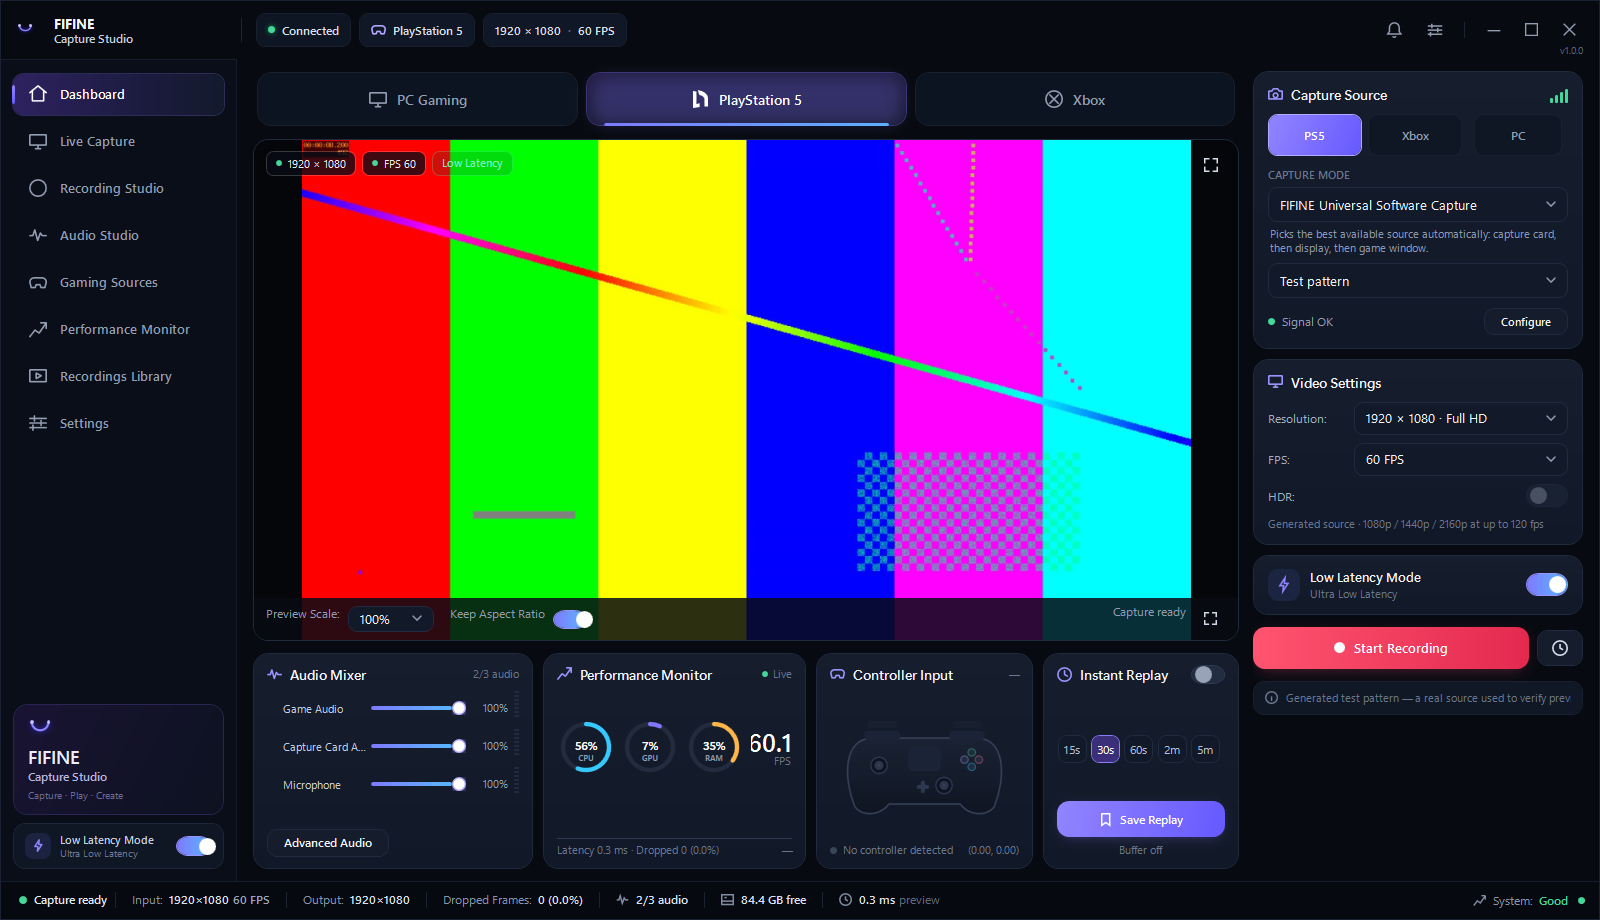 FIFINE
Capture Studio
Connected
PlayStation 5
1920 × 1080 · 60 FPS
v1.0.0
Dashboard
Live Capture
Recording Studio
Audio Studio
Gaming Sources
Performance Monitor
Recordings Library
Settings
FIFINE
Capture Studio
Capture · Play · Create
Low Latency Mode
Ultra Low Latency
PC Gaming
PlayStation 5
Xbox
00:00:00.200
1920 × 1080
FPS 60
Low Latency
Preview Scale:
100%
Keep Aspect Ratio
Capture ready
Audio Mixer
2/3 audio
Game Audio
100%
Capture Card A...
100%
Microphone
100%
Advanced Audio
Performance Monitor
Live
56%
CPU
7%
GPU
35%
RAM
60.1
FPS
Latency 0.3 ms · Dropped 0 (0.0%)
—
Controller Input
—
No controller detected
(0.00, 0.00)
Instant Replay
15s
30s
60s
2m
5m
Save Replay
Buffer off
Capture Source
PS5
Xbox
PC
CAPTURE MODE
FIFINE Universal Software Capture
Picks the best available source automatically: capture card,
then display, then game window.
Test pattern
Signal OK
Configure
Video Settings
Resolution:
1920 × 1080 · Full HD
FPS:
60 FPS
HDR:
Generated source · 1080p / 1440p / 2160p at up to 120 fps
Low Latency Mode
Ultra Low Latency
Start Recording
Generated test pattern — a real source used to verify prev
Capture ready
Input: 1920×1080 60 FPS
Output: 1920×1080
Dropped Frames: 0 (0.0%)
2/3 audio
84.4 GB free
0.3 ms preview
System: Good